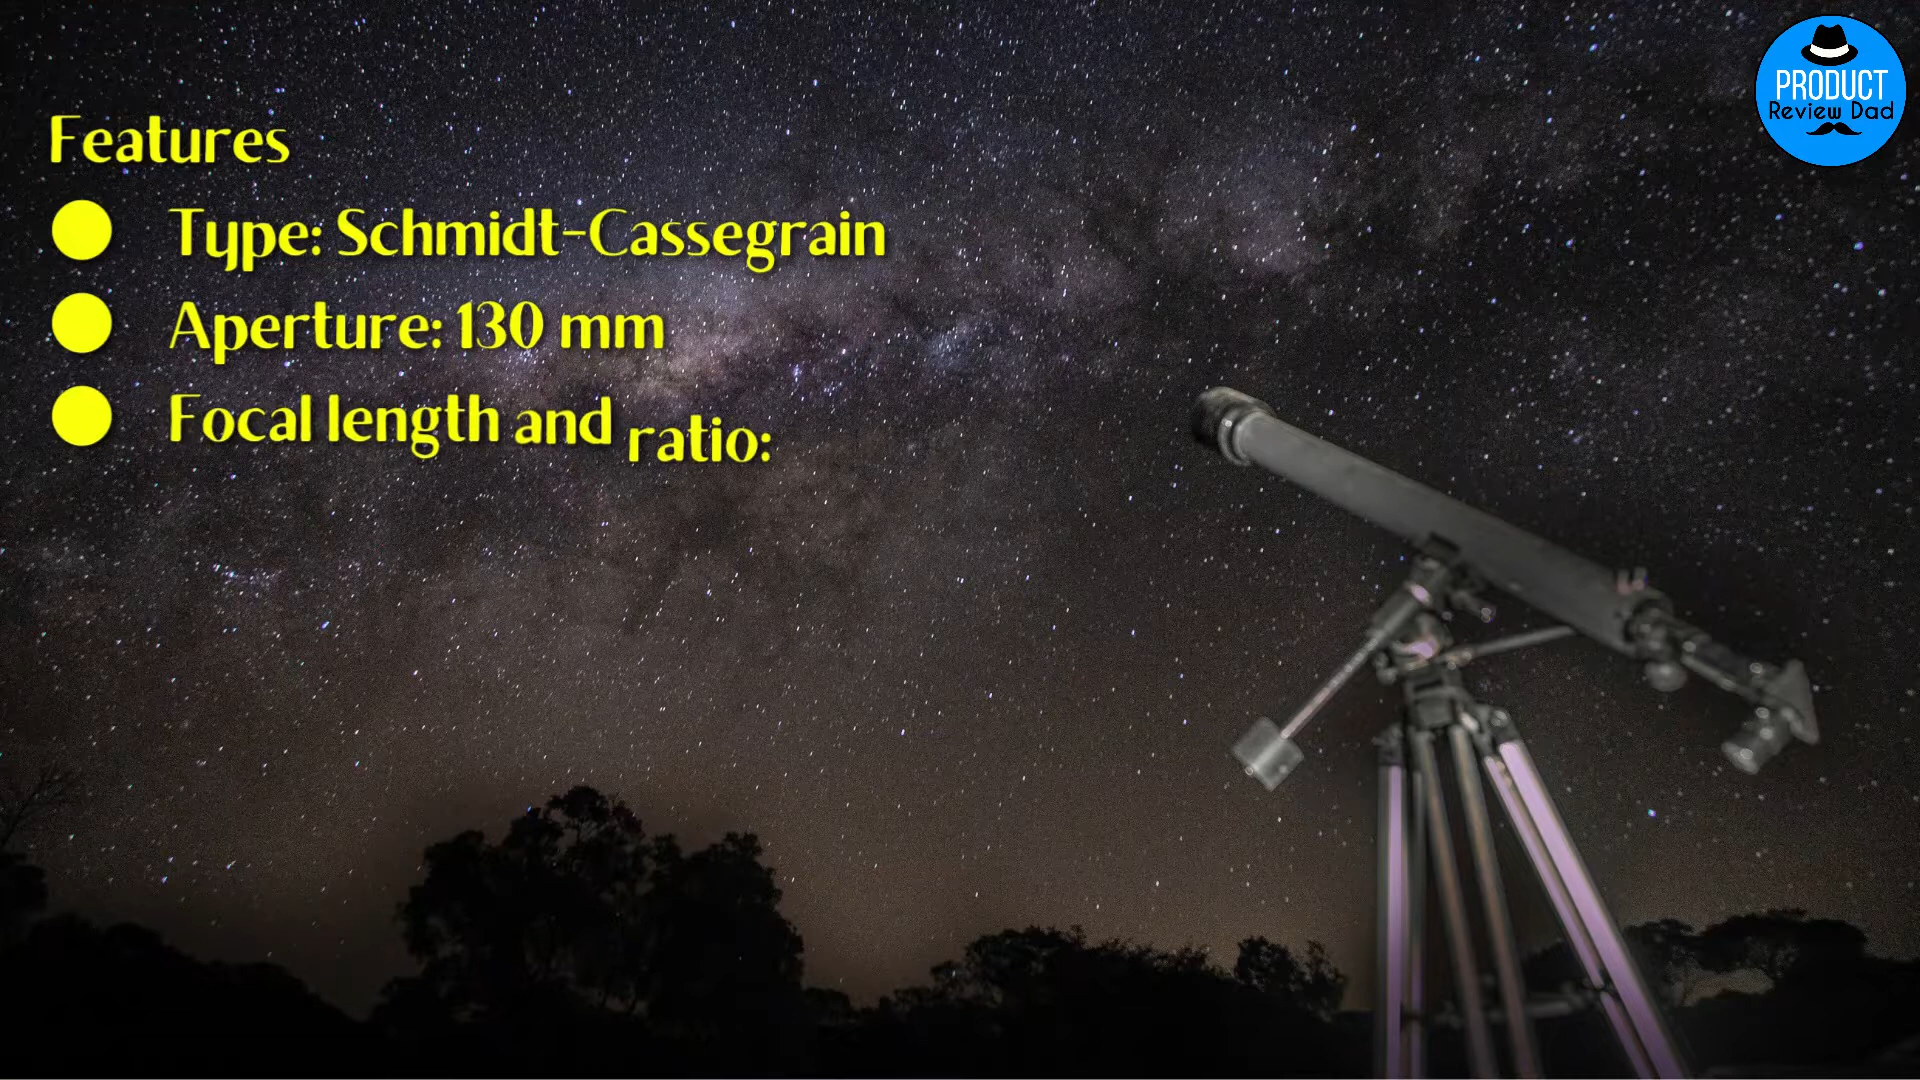 PRODUCT
Review Dad
Features
Type: Schmidt-Cassegrain
Aperture: 130 mm
Focal length and ratio: